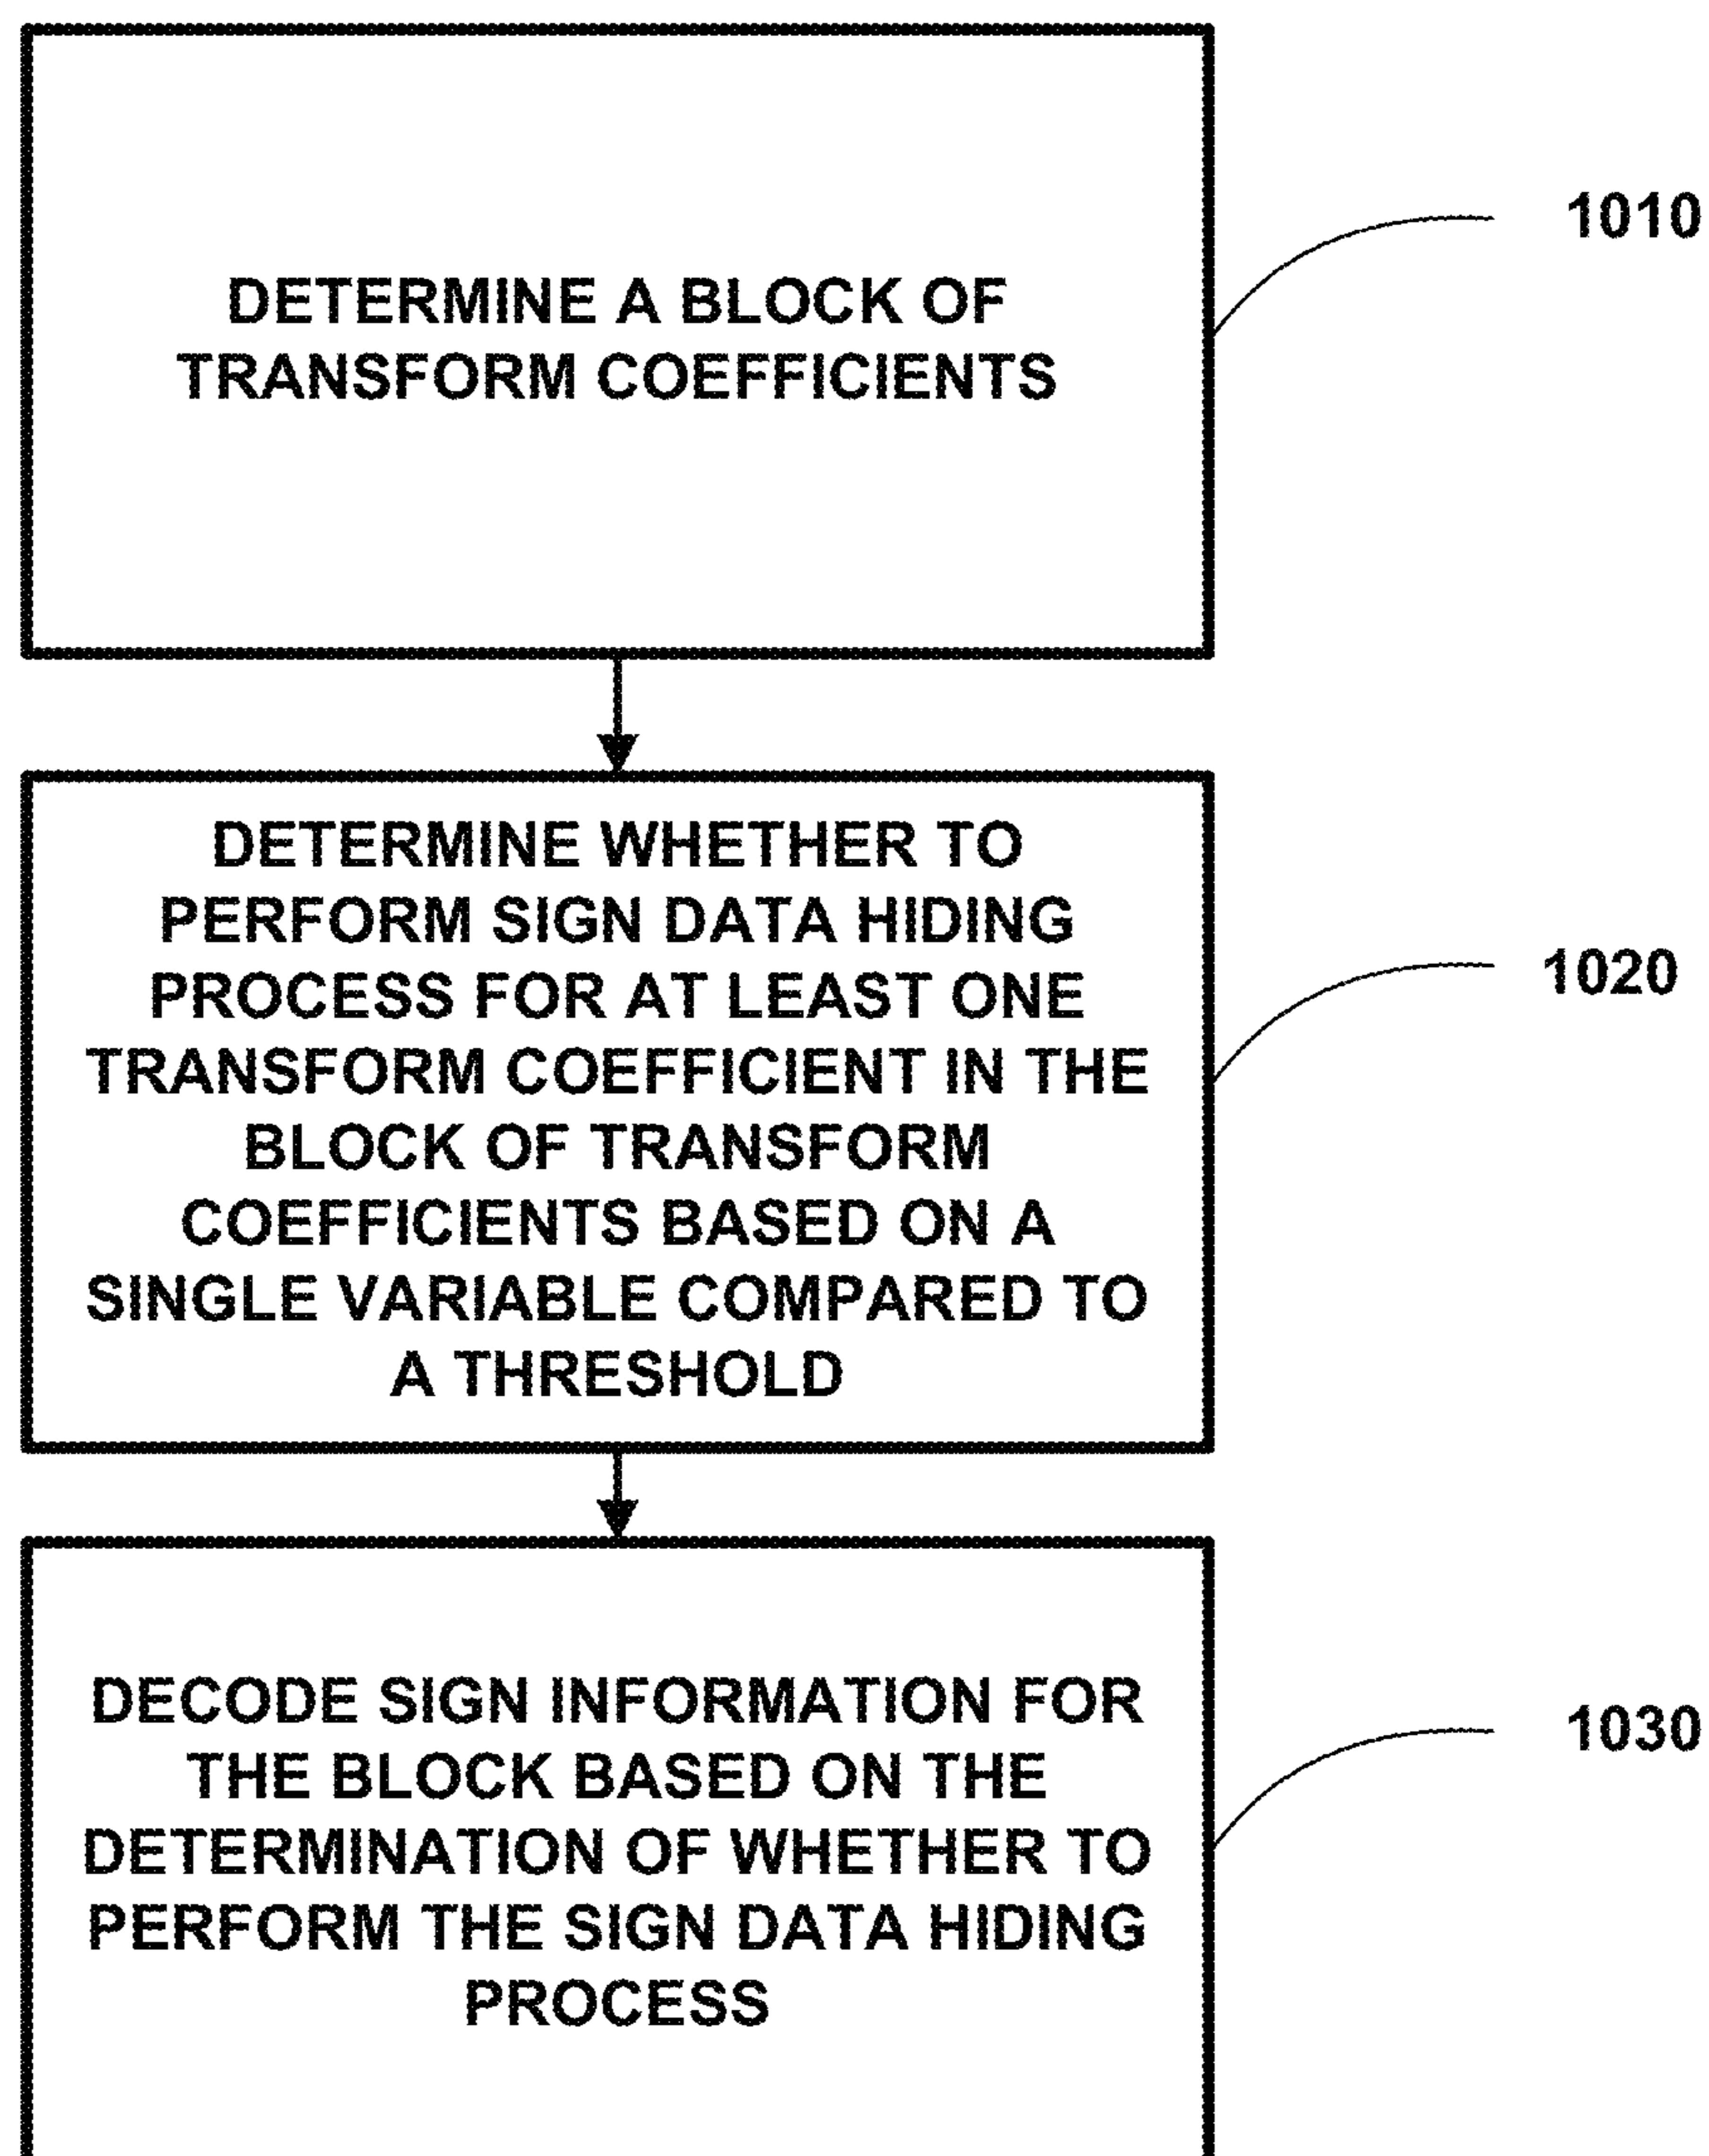 DETERMINE A BLOCK OF
TRANSFORM COEFFICIENTS
1010
DETERMINE WHETHER TO
PERFORM SIGN DATA HIDING
PROCESS FOR AT LEAST ONE
TRANSFORM COEFFICIENT IN THE
BLOCK OF TRANSFORM
COEFFICIENTS BASED ON A
SINGLE VARIABLE COMPARED TO
A THRESHOLD
1020
DECODE SIGN INFORMATION FOR
THE BLOCK BASED ON THE
DETERMINATION OF WHETHER TO
PERFORM THE SIGN DATA HIDING
PROCESS
1030